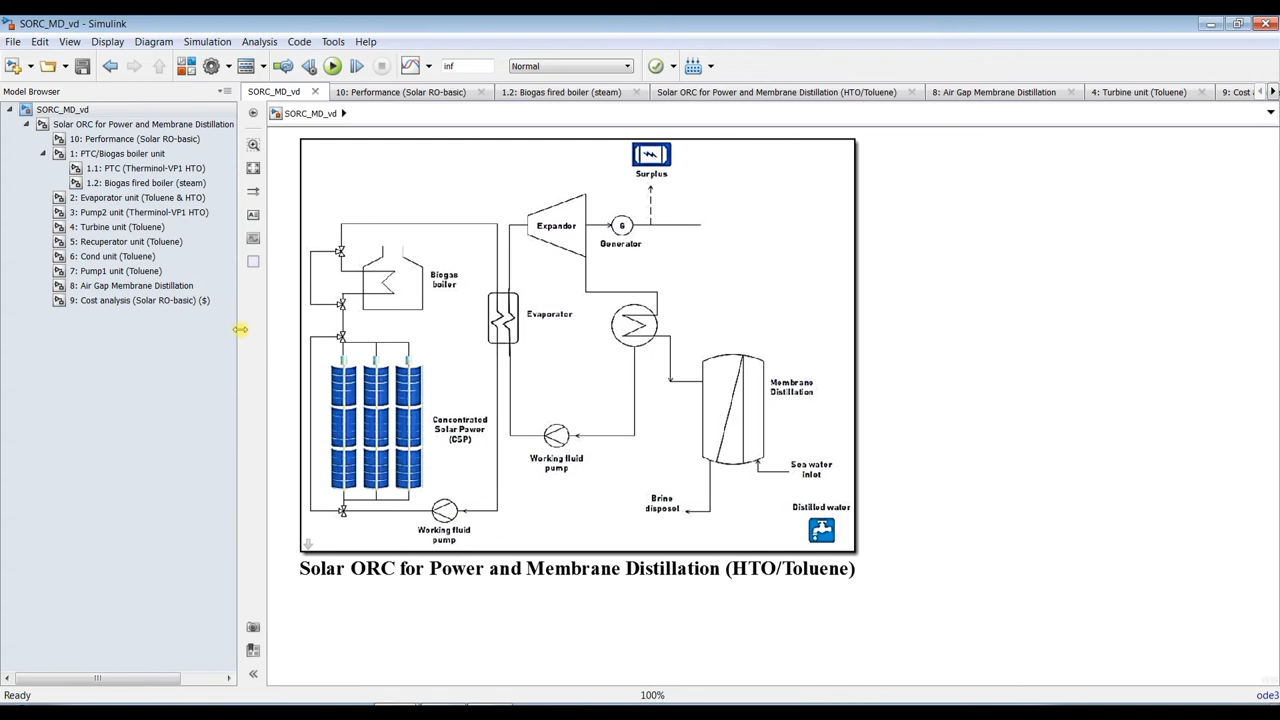 SORC_MD_vd - Simulink
File Edit View Display Diagram Simulation Analysis Code Tools Help
inf Normal
Model Browser
SORC_MD_vd 10: Performance (Solar RO-basic) 1.2: Biogas fired boiler (steam) Solar ORC for Power and Membrane Distillation (HTO/Toluene) 8: Air Gap Membrane Distillation 4: Turbine unit (Toluene) 9: Cost
SORC_MD_vd
SORC_MD_vd
Solar ORC for Power and Membrane Distillation
10: Performance (Solar RO-basic)
1: PTC/Biogas boiler unit
1.1: PTC (Therminol-VP1 HTO)
1.2: Biogas fired boiler (steam)
2: Evaporator unit (Toluene & HTO)
3: Pump2 unit (Therminol-VP1 HTO)
4: Turbine unit (Toluene)
5: Recuperator unit (Toluene)
6: Cond unit (Toluene)
7: Pump1 unit (Toluene)
8: Air Gap Membrane Distillation
9: Cost analysis (Solar RO-basic) ($)
Surplus
Expander
G
Generator
Biogas
boiler
Evaporator
Membrane
Distillation
Concentrated
Solar Power
(CSP)
Working fluid
pump
Sea water
inlet
Brine
disposal
Distilled water
Working fluid
pump
Solar ORC for Power and Membrane Distillation (HTO/Toluene)
Ready 100% ode3